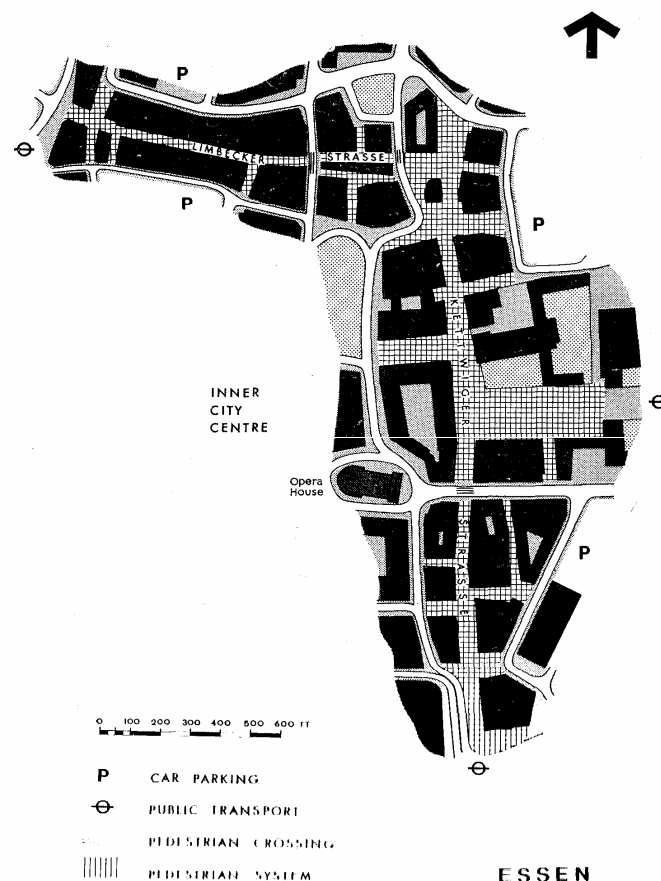 P
LIMBECKER STRASSE
P
P
KETTWIGER
INNER
CITY
CENTRE
Opera
House
STRASSE
P
0 100 200 300 400 500 600 FT
P CAR PARKING
PUBLIC TRANSPORT
PEDESTRIAN CROSSING
PEDESTRIAN SYSTEM
ESSEN